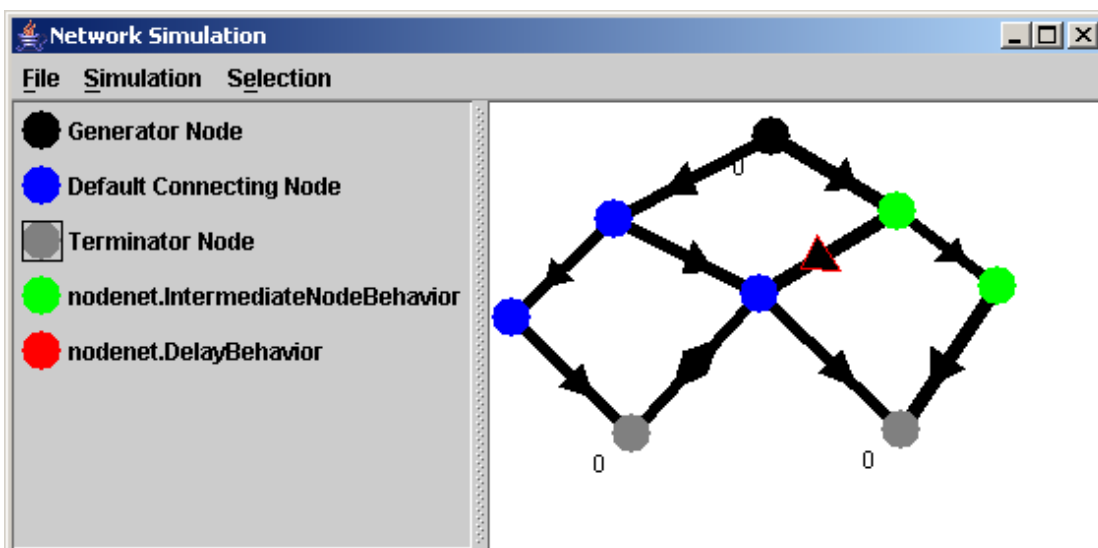 Network Simulation
File Simulation Selection
Generator Node
Default Connecting Node
Terminator Node
nodenet.IntermediateNodeBehavior
nodenet.DelayBehavior
0
0
0